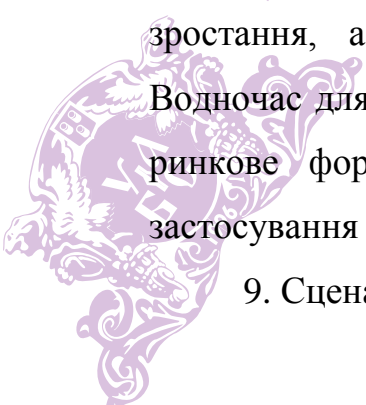 зростання, а
Водночас для
ринкове фор
застосування
9. Сцена